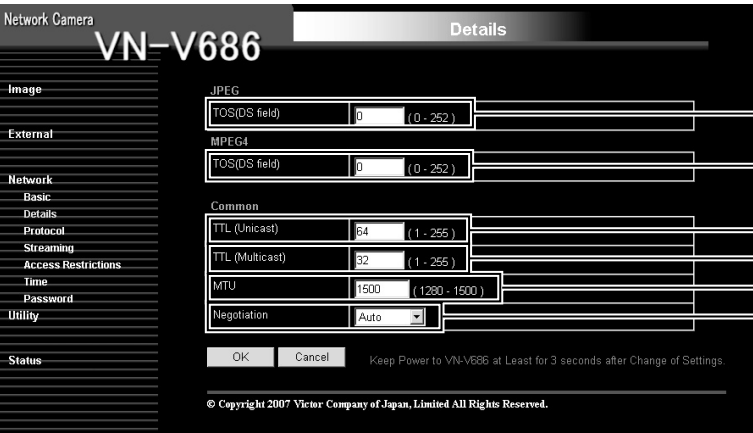 Network Camera
VN-V686
Details
Image
External
Network
Basic
Details
Protocol
Streaming
Access Restrictions
Time
Password
Utility
Status
JPEG
TOS(DS field) 0 ( 0 - 252 )
MPEG4
TOS(DS field) 0 ( 0 - 252 )
Common
TTL (Unicast) 64 ( 1 - 255 )
TTL (Multicast) 32 ( 1 - 255 )
MTU 1500 ( 1280 - 1500 )
Negotiation Auto
OK Cancel Keep Power to VN-V686 at Least for 3 seconds after Change of Settings.
© Copyright 2007 Victor Company of Japan, Limited All Rights Reserved.